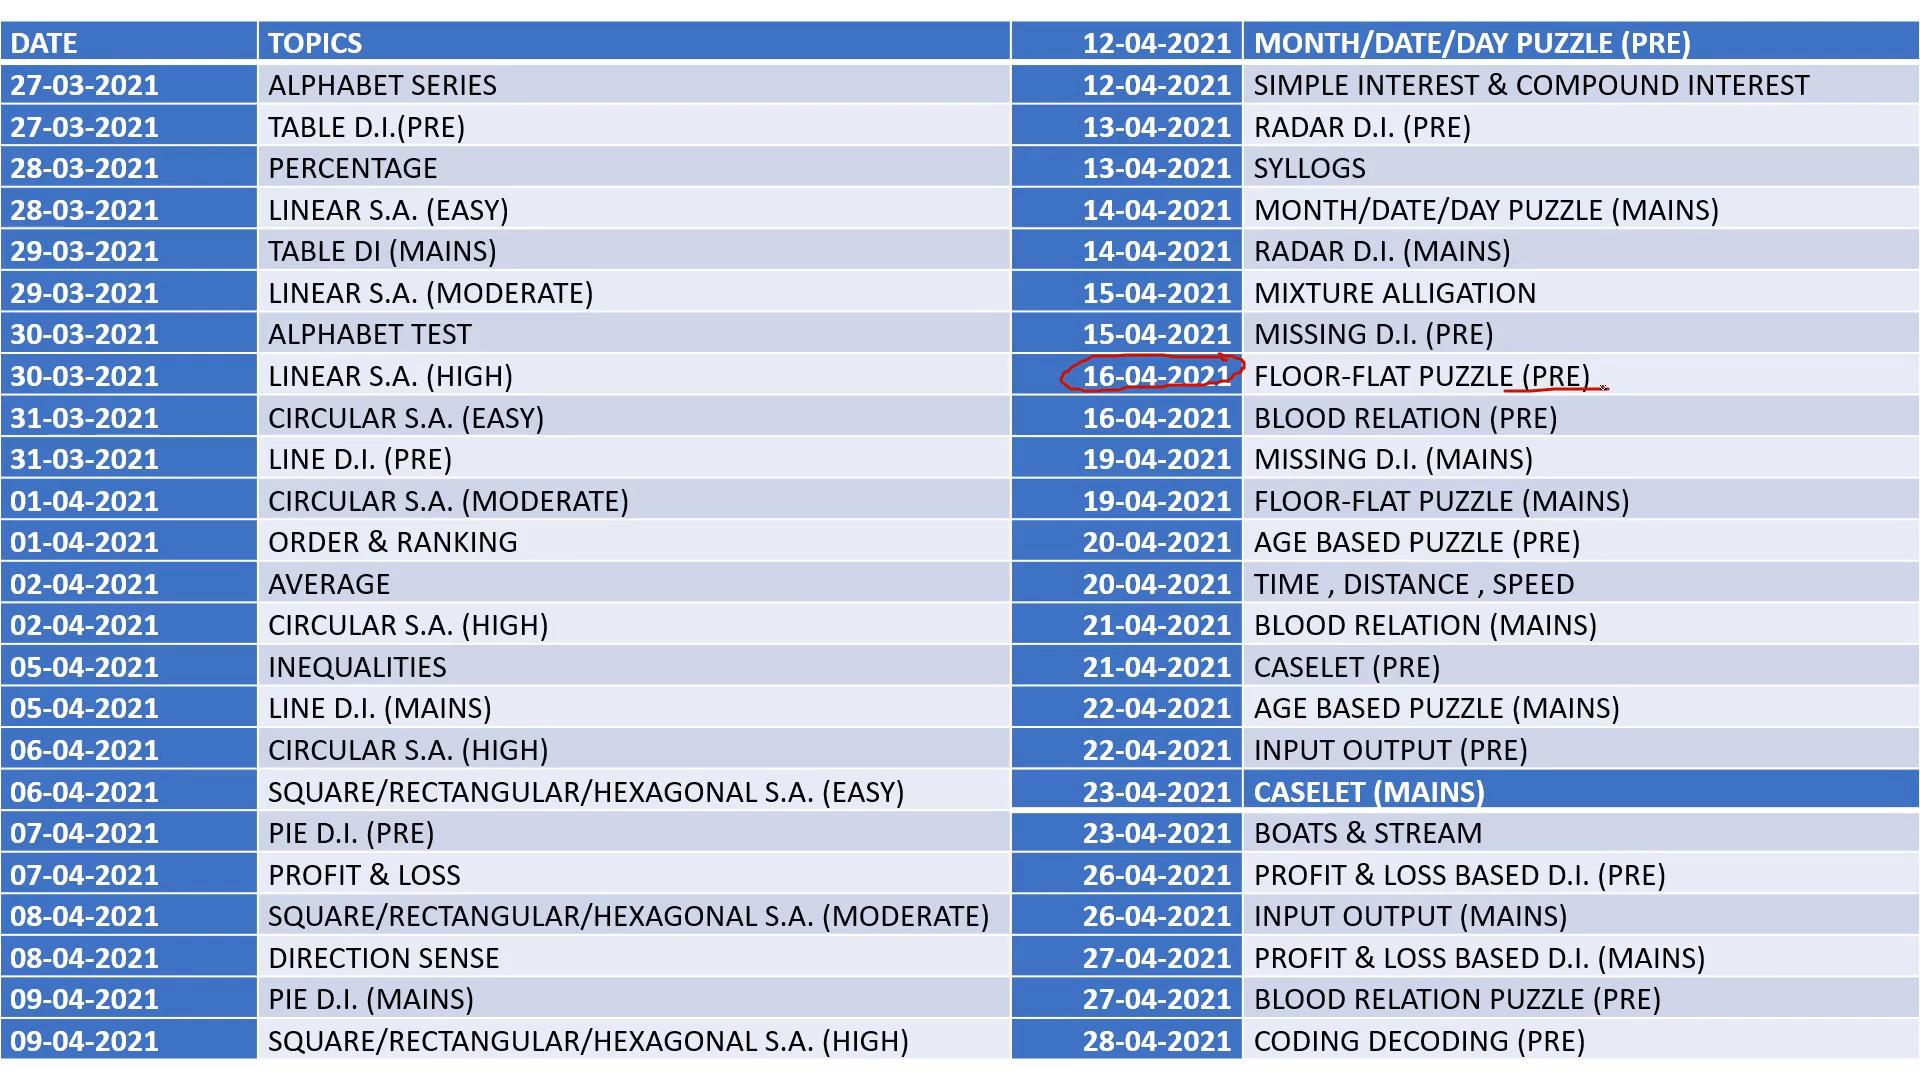 DATE TOPICS
27-03-2021 ALPHABET SERIES
27-03-2021 TABLE D.I.(PRE)
28-03-2021 PERCENTAGE
28-03-2021 LINEAR S.A. (EASY)
29-03-2021 TABLE DI (MAINS)
29-03-2021 LINEAR S.A. (MODERATE)
30-03-2021 ALPHABET TEST
30-03-2021 LINEAR S.A. (HIGH)
31-03-2021 CIRCULAR S.A. (EASY)
31-03-2021 LINE D.I. (PRE)
01-04-2021 CIRCULAR S.A. (MODERATE)
01-04-2021 ORDER & RANKING
02-04-2021 AVERAGE
02-04-2021 CIRCULAR S.A. (HIGH)
05-04-2021 INEQUALITIES
05-04-2021 LINE D.I. (MAINS)
06-04-2021 CIRCULAR S.A. (HIGH)
06-04-2021 SQUARE/RECTANGULAR/HEXAGONAL S.A. (EASY)
07-04-2021 PIE D.I. (PRE)
07-04-2021 PROFIT & LOSS
08-04-2021 SQUARE/RECTANGULAR/HEXAGONAL S.A. (MODERATE)
08-04-2021 DIRECTION SENSE
09-04-2021 PIE D.I. (MAINS)
09-04-2021 SQUARE/RECTANGULAR/HEXAGONAL S.A. (HIGH)
12-04-2021 MONTH/DATE/DAY PUZZLE (PRE)
12-04-2021 SIMPLE INTEREST & COMPOUND INTEREST
13-04-2021 RADAR D.I. (PRE)
13-04-2021 SYLLOGS
14-04-2021 MONTH/DATE/DAY PUZZLE (MAINS)
14-04-2021 RADAR D.I. (MAINS)
15-04-2021 MIXTURE ALLIGATION
15-04-2021 MISSING D.I. (PRE)
16-04-2021 FLOOR-FLAT PUZZLE (PRE)
16-04-2021 BLOOD RELATION (PRE)
19-04-2021 MISSING D.I. (MAINS)
19-04-2021 FLOOR-FLAT PUZZLE (MAINS)
20-04-2021 AGE BASED PUZZLE (PRE)
20-04-2021 TIME , DISTANCE , SPEED
21-04-2021 BLOOD RELATION (MAINS)
21-04-2021 CASELET (PRE)
22-04-2021 AGE BASED PUZZLE (MAINS)
22-04-2021 INPUT OUTPUT (PRE)
23-04-2021 CASELET (MAINS)
23-04-2021 BOATS & STREAM
26-04-2021 PROFIT & LOSS BASED D.I. (PRE)
26-04-2021 INPUT OUTPUT (MAINS)
27-04-2021 PROFIT & LOSS BASED D.I. (MAINS)
27-04-2021 BLOOD RELATION PUZZLE (PRE)
28-04-2021 CODING DECODING (PRE)